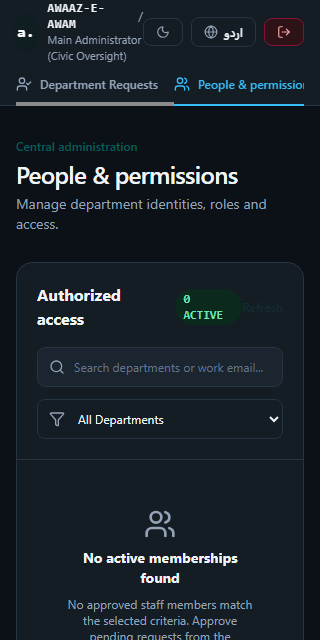 a.
AWAAZ-E-
AWAM
/
Main Administrator
(Civic Oversight)
اردو
Department Requests
People & permission
Central administration
People & permissions
Manage department identities, roles and
access.
Authorized
access
0
ACTIVE
Refresh
Search departments or work email...
All Departments
No active memberships
found
No approved staff members match
the selected criteria. Approve
pending requests from the